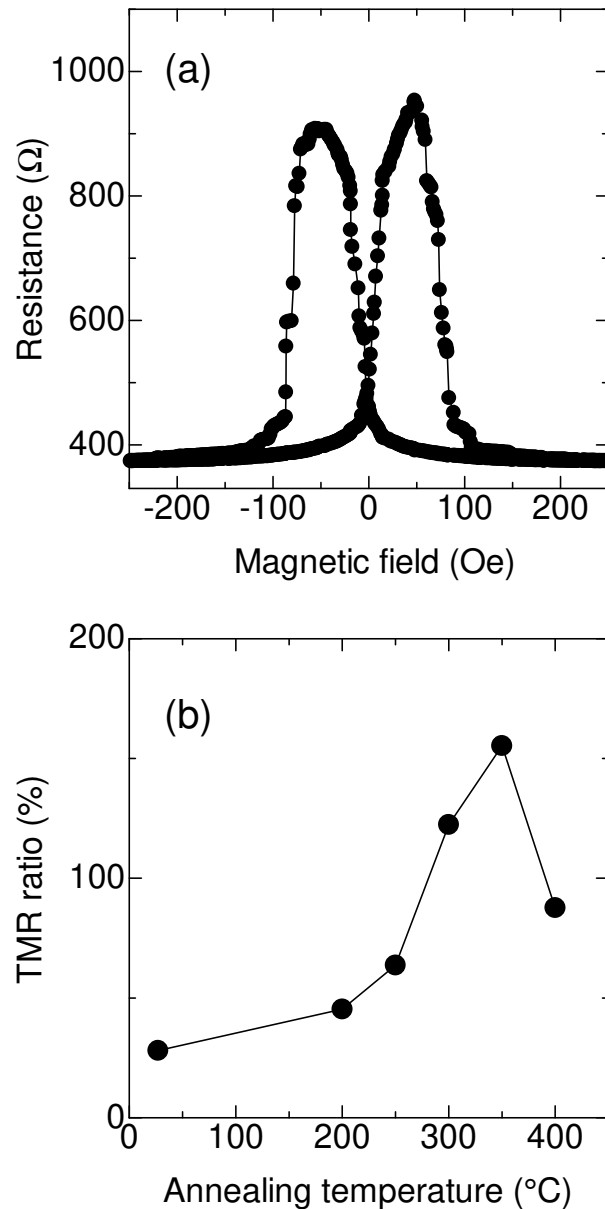 (a)
1000
800
600
400
Resistance (Ω)
-200 -100 0 100 200
Magnetic field (Oe)
(b)
200
100
0
TMR ratio (%)
0 100 200 300 400
Annealing temperature (°C)